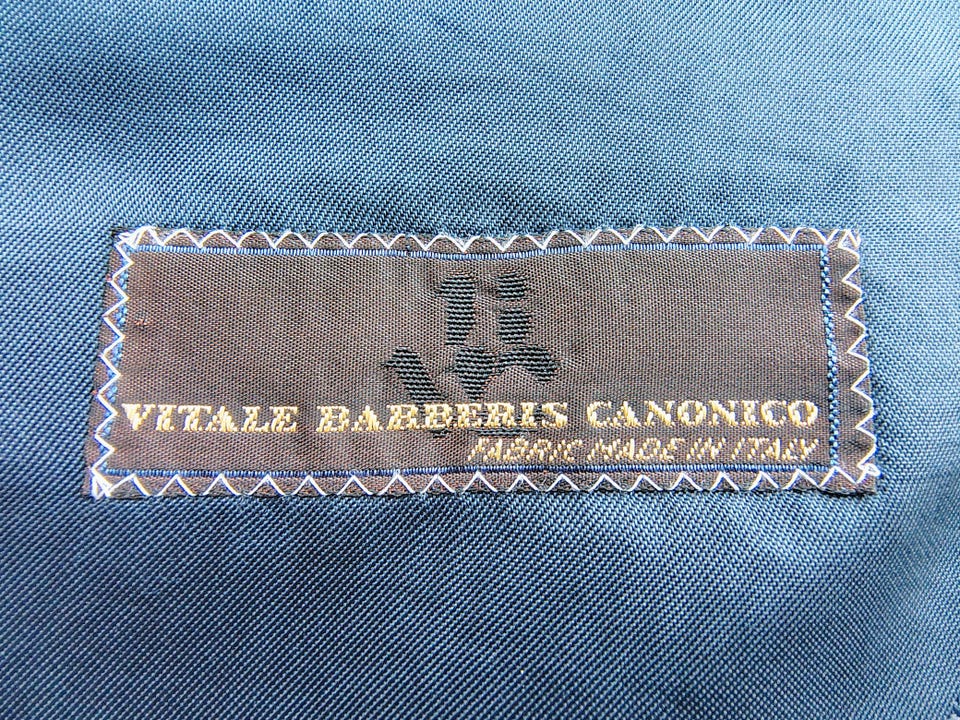 VITALE BARBERIS CANONICO
FABRIC MADE IN ITALY